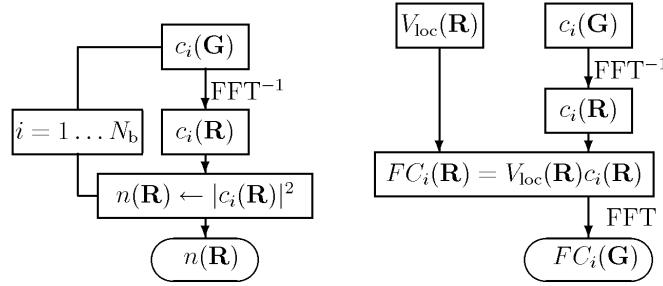 c_i(G)
FFT⁻¹
i = 1 … N_b
c_i(R)
n(R) ← |c_i(R)|²
n(R)
V_loc(R)
c_i(G)
FFT⁻¹
c_i(R)
FC_i(R) = V_loc(R)c_i(R)
FFT
FC_i(G)